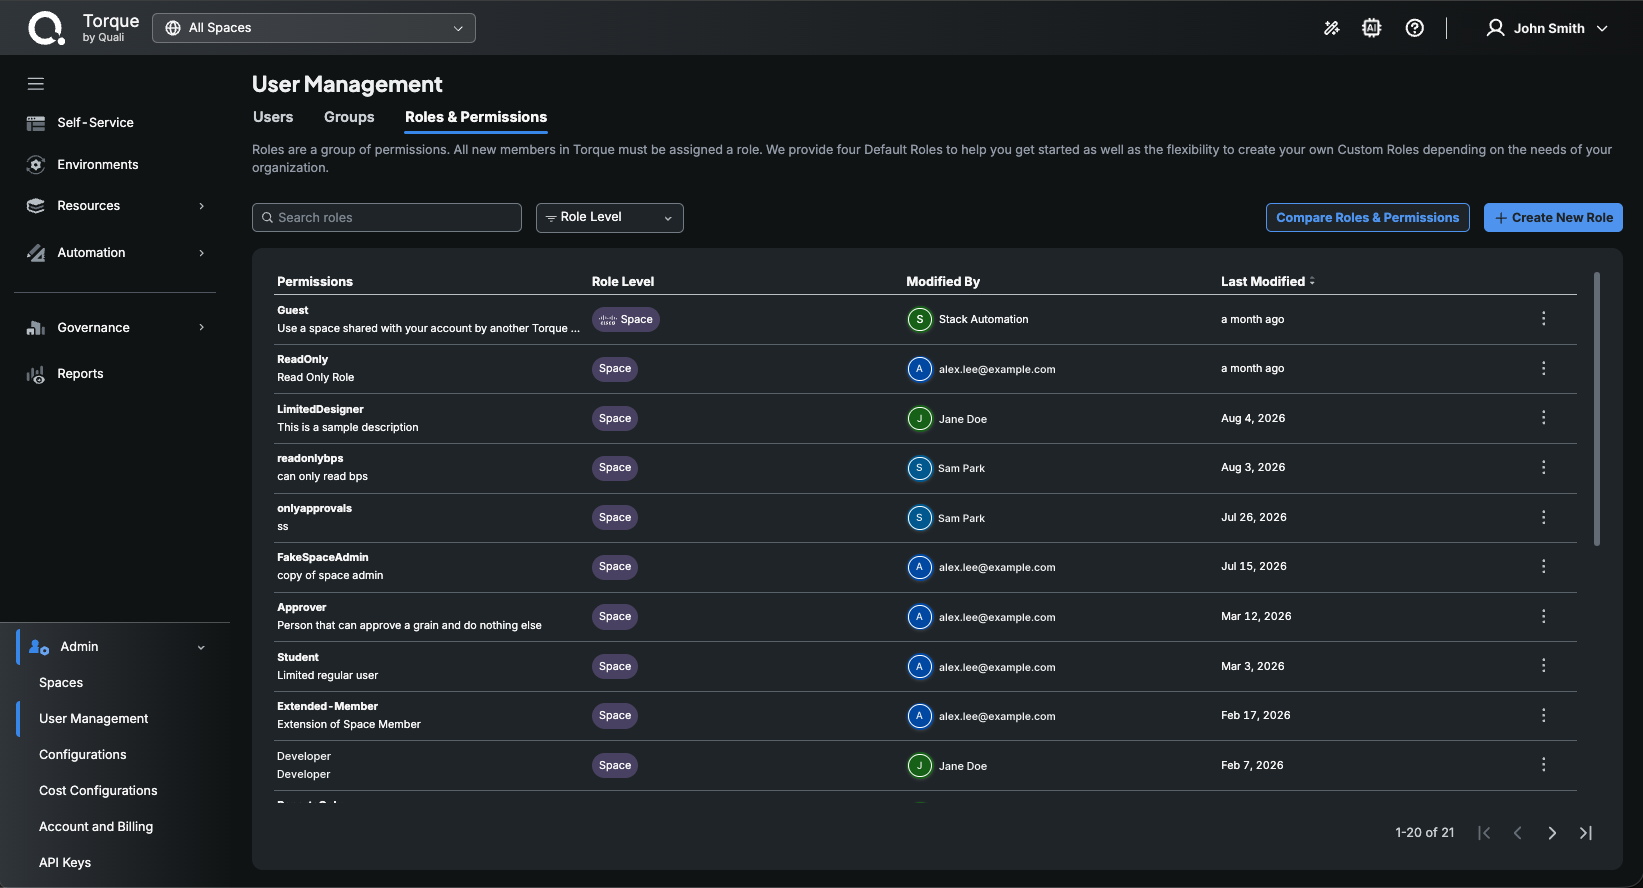 Torque
by Quali
All Spaces
AI
John Smith
Self-Service
Environments
Resources
Automation
Governance
Reports
Admin
Spaces
User Management
Configurations
Cost Configurations
Account and Billing
API Keys
User Management
Users Groups Roles & Permissions
Roles are a group of permissions. All new members in Torque must be assigned a role. We provide four Default Roles to help you get started as well as the flexibility to create your own Custom Roles depending on the needs of your
organization.
Search roles Role Level Compare Roles & Permissions + Create New Role
Permissions Role Level Modified By Last Modified
Guest
Use a space shared with your account by another Torque ... CISCO Space S Stack Automation a month ago
ReadOnly
Read Only Role Space A alex.lee@example.com a month ago
LimitedDesigner
This is a sample description Space J Jane Doe Aug 4, 2026
readonlybps
can only read bps Space S Sam Park Aug 3, 2026
onlyapprovals
ss Space S Sam Park Jul 26, 2026
FakeSpaceAdmin
copy of space admin Space A alex.lee@example.com Jul 15, 2026
Approver
Person that can approve a grain and do nothing else Space A alex.lee@example.com Mar 12, 2026
Student
Limited regular user Space A alex.lee@example.com Mar 3, 2026
Extended-Member
Extension of Space Member Space A alex.lee@example.com Feb 17, 2026
Developer
Developer Space J Jane Doe Feb 7, 2026
1-20 of 21